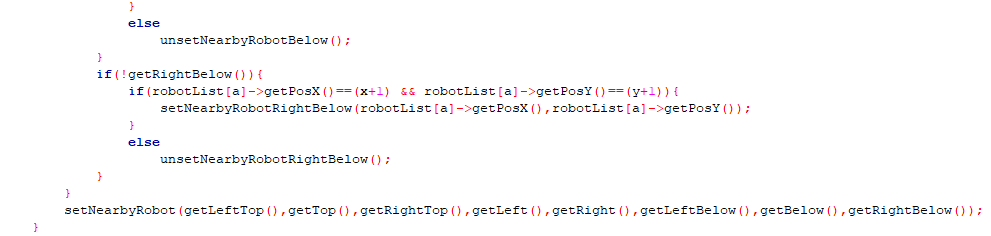 }
else
unsetNearbyRobotBelow();
}
if(!getRightBelow()){
if(robotList[a]->getPosX()==(x+1) && robotList[a]->getPosY()==(y+1)){
setNearbyRobotRightBelow(robotList[a]->getPosX(),robotList[a]->getPosY());
}
else
unsetNearbyRobotRightBelow();
}
}
setNearbyRobot(getLeftTop(),getTop(),getRightTop(),getLeft(),getRight(),getLeftBelow(),getBelow(),getRightBelow());
}